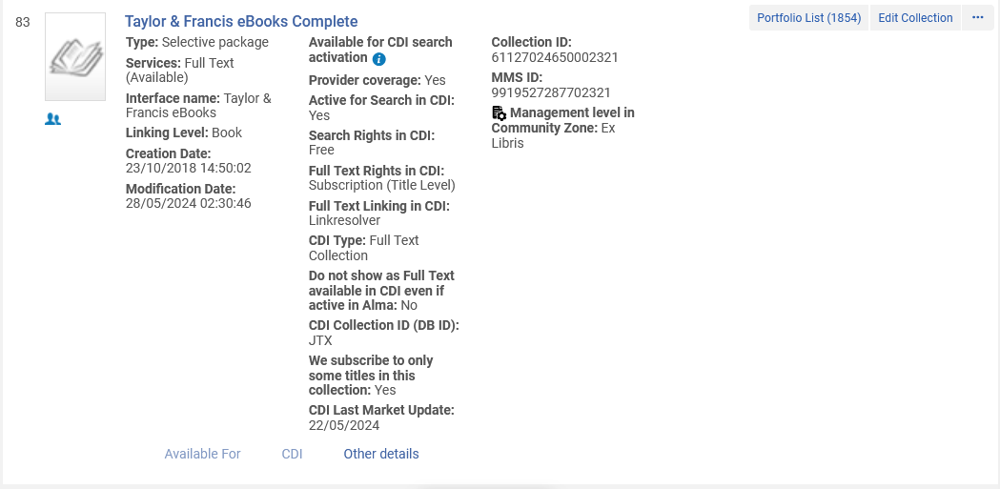 83
Taylor & Francis eBooks Complete
Portfolio List (1854)
Edit Collection
Type: Selective package
Services: Full Text
(Available)
Interface name: Taylor &
Francis eBooks
Linking Level: Book
Creation Date:
23/10/2018 14:50:02
Modification Date:
28/05/2024 02:30:46
Available for CDI search
activation
Provider coverage: Yes
Active for Search in CDI:
Yes
Search Rights in CDI:
Free
Full Text Rights in CDI:
Subscription (Title Level)
Full Text Linking in CDI:
Linkresolver
CDI Type: Full Text
Collection
Do not show as Full Text
available in CDI even if
active in Alma: No
CDI Collection ID (DB ID):
JTX
We subscribe to only
some titles in this
collection: Yes
CDI Last Market Update:
22/05/2024
Collection ID:
61127024650002321
MMS ID:
9919527287702321
Management level in
Community Zone: Ex
Libris
Available For
CDI
Other details